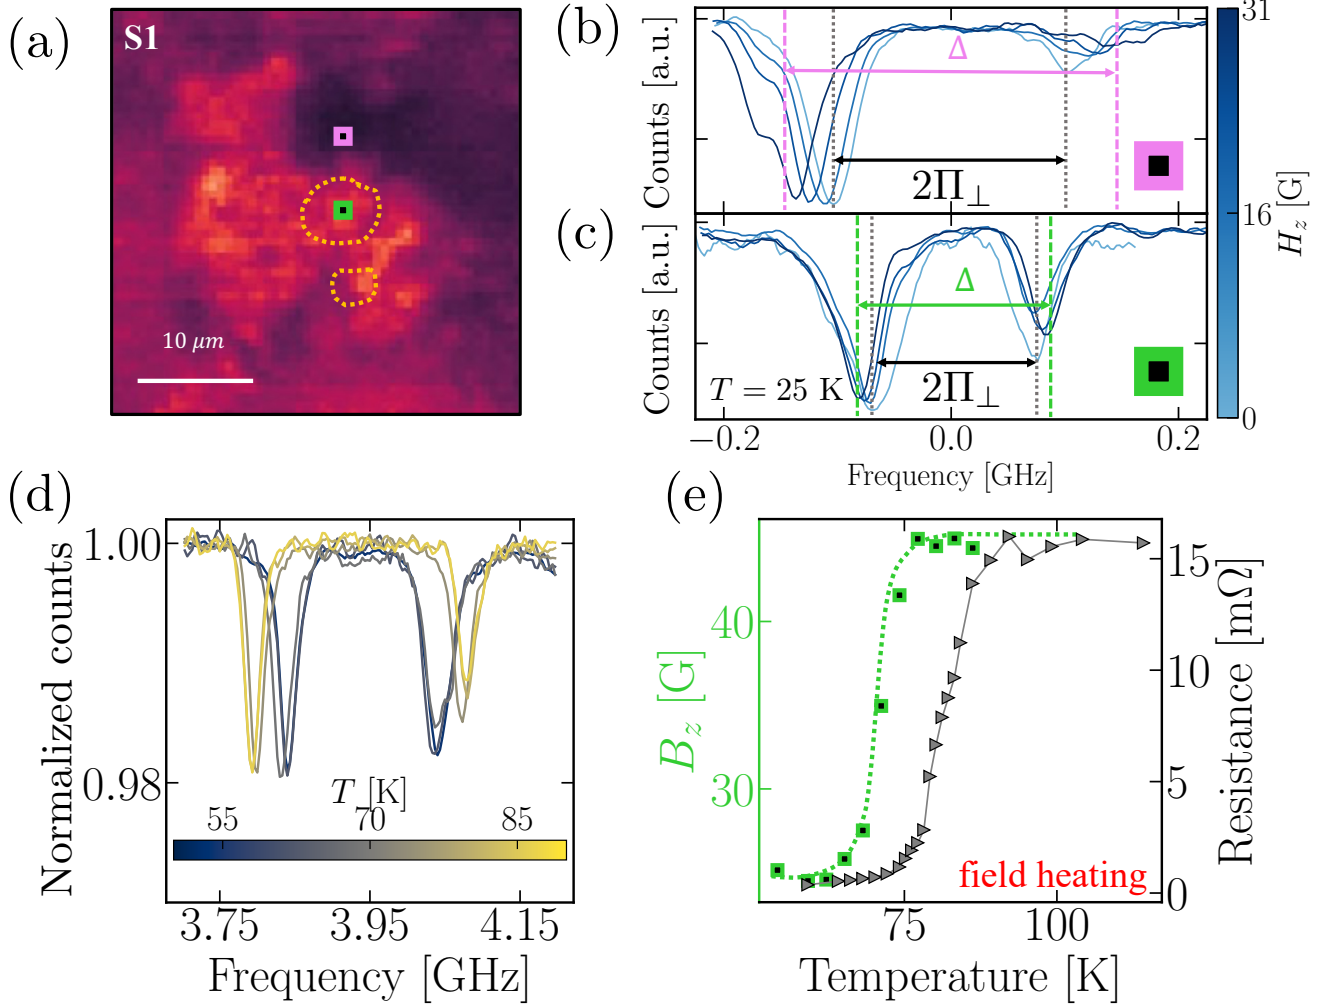 (a)
S1
10 μm
(b)
Counts [a.u.]
Δ
2Π⊥
31
16
0
H_z [G]
(c)
Counts [a.u.]
Δ
2Π⊥
T = 25 K
−0.2
0.0
0.2
Frequency [GHz]
(d)
Normalized counts
1.00
0.98
T [K]
55
70
85
3.75
3.95
4.15
Frequency [GHz]
(e)
B_z [G]
40
30
15
10
5
0
Resistance [mΩ]
field heating
75
100
Temperature [K]